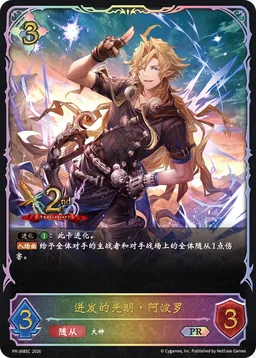 3
2nd
进化 1：此卡进化。
入场曲 给予全体对手的主战者和对手战场上的全体随从1点伤
害。
迸发的光明·阿波罗
3
随从
大神
PR
3
© Cygames, Inc. Published by NetEase Games